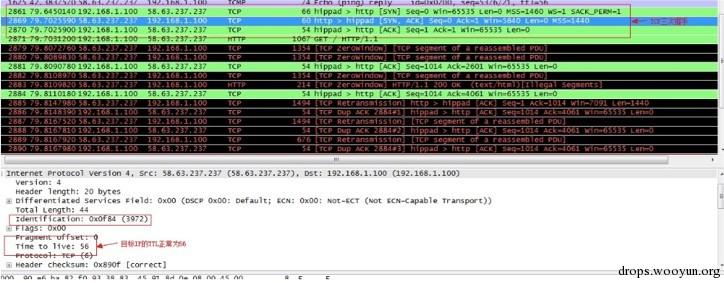 1625 42.3837520 58.63.237.237 192.168.1.100 ICMP 74 Echo (ping) reply id=0x0200, seq=5376/21, ttl=56
2861 79.6450140 192.168.1.100 58.63.237.237 TCP 66 hippad > http [SYN] Seq=0 Win=65535 Len=0 MSS=1460 WS=1 SACK_PERM=1
2869 79.7025590 58.63.237.237 192.168.1.100 TCP 60 http > hippad [SYN, ACK] Seq=0 Ack=1 Win=3840 Len=0 MSS=1440
TCP三次握手
2870 79.7025900 192.168.1.100 58.63.237.237 TCP 54 hippad > http [ACK] Seq=1 Ack=1 Win=65535 Len=0
2871 79.7031200 192.168.1.100 58.63.237.237 HTTP 1067 GET / HTTP/1.1
2879 79.8072760 58.63.237.237 192.168.1.100 TCP 1354 [TCP ZeroWindow] [TCP segment of a reassembled PDU]
2880 79.8089830 58.63.237.237 192.168.1.100 TCP 1354 [TCP ZeroWindow] [TCP segment of a reassembled PDU]
2881 79.8090780 192.168.1.100 58.63.237.237 TCP 54 hippad > http [ACK] Seq=1014 Ack=2601 Win=65535 Len=0
2882 79.8108970 58.63.237.237 192.168.1.100 TCP 1354 [TCP ZeroWindow] [TCP segment of a reassembled PDU]
2883 79.8109820 58.63.237.237 192.168.1.100 HTTP 214 [TCP ZeroWindow] HTTP/1.1 200 OK (text/html)[Illegal Segments]
2884 79.8110180 192.168.1.100 58.63.237.237 TCP 54 hippad > http [ACK] Seq=1014 Ack=4061 Win=65535 Len=0
2885 79.8147980 58.63.237.237 192.168.1.100 TCP 1494 [TCP Retransmission] http > hippad [ACK] Seq=1 Ack=1014 Win=7091 Len=1440
2886 79.8148390 192.168.1.100 58.63.237.237 TCP 54 [TCP Dup ACK 2884#1] hippad > http [ACK] Seq=1014 Ack=4061 Win=65535 Len=0
2887 79.8167520 58.63.237.237 192.168.1.100 TCP 1494 [TCP Retransmission] [TCP segment of a reassembled PDU]
2888 79.8167810 192.168.1.100 58.63.237.237 TCP 54 [TCP Dup ACK 2884#2] hippad > http [ACK] Seq=1014 Ack=4061 Win=65535 Len=0
2889 79.8167920 58.63.237.237 192.168.1.100 TCP 676 [TCP Retransmission] [TCP segment of a reassembled PDU]
2890 79.8167980 192.168.1.100 58.63.237.237 TCP 54 [TCP Dup ACK 2884#3] hippad > http [ACK] Seq=1014 Ack=4061 Win=65535 Len=0
Internet Protocol Version 4, Src: 58.63.237.237 (58.63.237.237), Dst: 192.168.1.100 (192.168.1.100)
Version: 4
Header length: 20 bytes
Differentiated Services Field: 0x00 (DSCP 0x00: Default; ECN: 0x00: Not-ECT (Not ECN-Capable Transport))
Total Length: 44
Identification: 0x0f84 (3972)
Flags: 0x00
Fragment offset: 0
Time to live: 56
目标IP的TTL正常为56
Protocol: TCP (6)
Header checksum: 0x890f [correct]
drops.wooyun.org